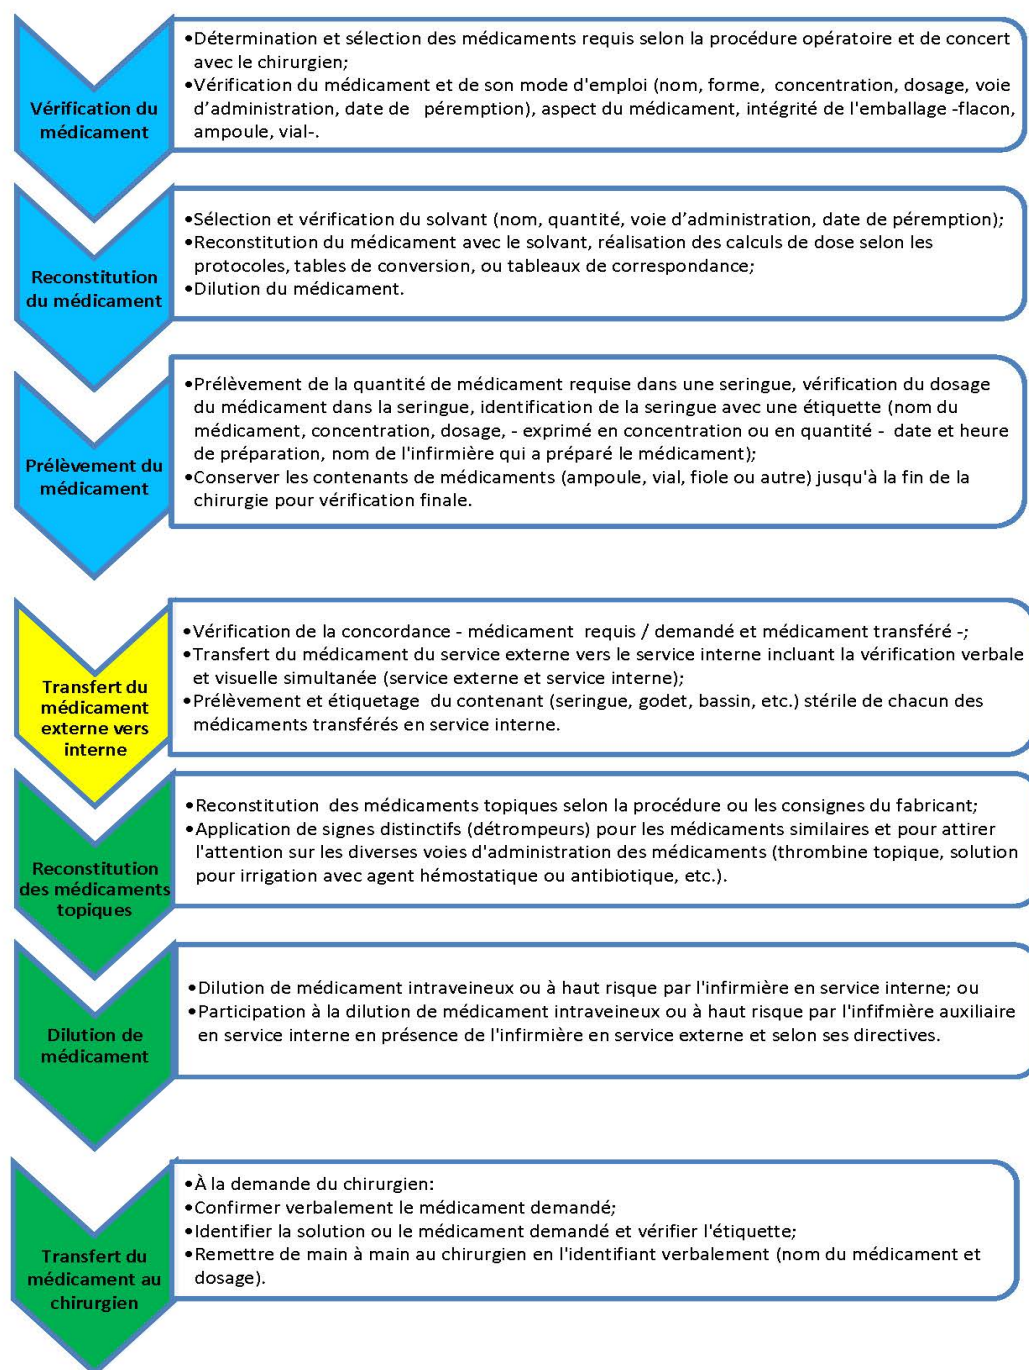 Vérification du
médicament
•Détermination et sélection des médicaments requis selon la procédure opératoire et de concert
avec le chirurgien;
•Vérification du médicament et de son mode d'emploi (nom, forme, concentration, dosage, voie
d’administration, date de péremption), aspect du médicament, intégrité de l'emballage -flacon,
ampoule, vial-.
Reconstitution
du médicament
•Sélection et vérification du solvant (nom, quantité, voie d’administration, date de péremption);
•Reconstitution du médicament avec le solvant, réalisation des calculs de dose selon les
protocoles, tables de conversion, ou tableaux de correspondance;
•Dilution du médicament.
Prélèvement du
médicament
•Prélèvement de la quantité de médicament requise dans une seringue, vérification du dosage
du médicament dans la seringue, identification de la seringue avec une étiquette (nom du
médicament, concentration, dosage, - exprimé en concentration ou en quantité - date et heure
de préparation, nom de l'infirmière qui a préparé le médicament);
•Conserver les contenants de médicaments (ampoule, vial, fiole ou autre) jusqu'à la fin de la
chirurgie pour vérification finale.
Transfert du
médicament
externe vers
interne
•Vérification de la concordance - médicament requis / demandé et médicament transféré -;
•Transfert du médicament du service externe vers le service interne incluant la vérification verbale
et visuelle simultanée (service externe et service interne);
•Prélèvement et étiquetage du contenant (seringue, godet, bassin, etc.) stérile de chacun des
médicaments transférés en service interne.
Reconstitution
des médicaments
topiques
•Reconstitution des médicaments topiques selon la procédure ou les consignes du fabricant;
•Application de signes distinctifs (détrompeurs) pour les médicaments similaires et pour attirer
l'attention sur les diverses voies d'administration des médicaments (thrombine topique, solution
pour irrigation avec agent hémostatique ou antibiotique, etc.).
Dilution de
médicament
•Dilution de médicament intraveineux ou à haut risque par l'infirmière en service interne; ou
•Participation à la dilution de médicament intraveineux ou à haut risque par l'infifmière auxiliaire
en service interne en présence de l'infirmière en service externe et selon ses directives.
Transfert du
médicament au
chirurgien
•À la demande du chirurgien:
•Confirmer verbalement le médicament demandé;
•Identifier la solution ou le médicament demandé et vérifier l'étiquette;
•Remettre de main à main au chirurgien en l'identifiant verbalement (nom du médicament et
dosage).